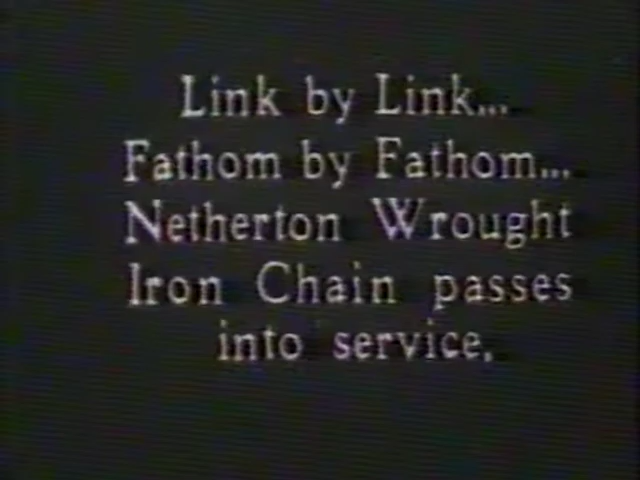 Link by Link...
Fathom by Fathom...
Netherton Wrought
Iron Chain passes
into service.